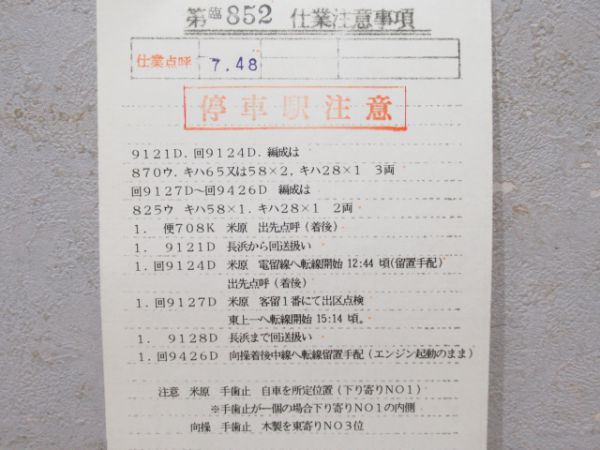 第臨852 仕業注意事項
仕業点呼 7.48
停車駅注意
9121D．回9124D．編成は
870ウ．キハ65又は58×2．キハ28×1 3両
回9127D〜回9426D 編成は
825ウ キハ58×1．キハ28×1 2両
1． 便708K 米原 出先点呼（着後）
1． 9121D 長浜から回送扱い
1．回9124D 米原 電留線へ転線開始 12:44 頃(留置手配)
出先点呼（着後）
1．回9127D 米原 客留1番にて出区点検
東上一へ転線開始 15:14 頃。
1． 9128D 長浜まで回送扱い
1．回9426D 向操着後中線へ転線留置手配（エンジン起動のまま）
注意 米原 手歯止 自車を所定位置（下り寄りNO1）
※手歯止が一個の場合下り寄りNO1の内側
向操 手歯止 木製を東寄りNO3位